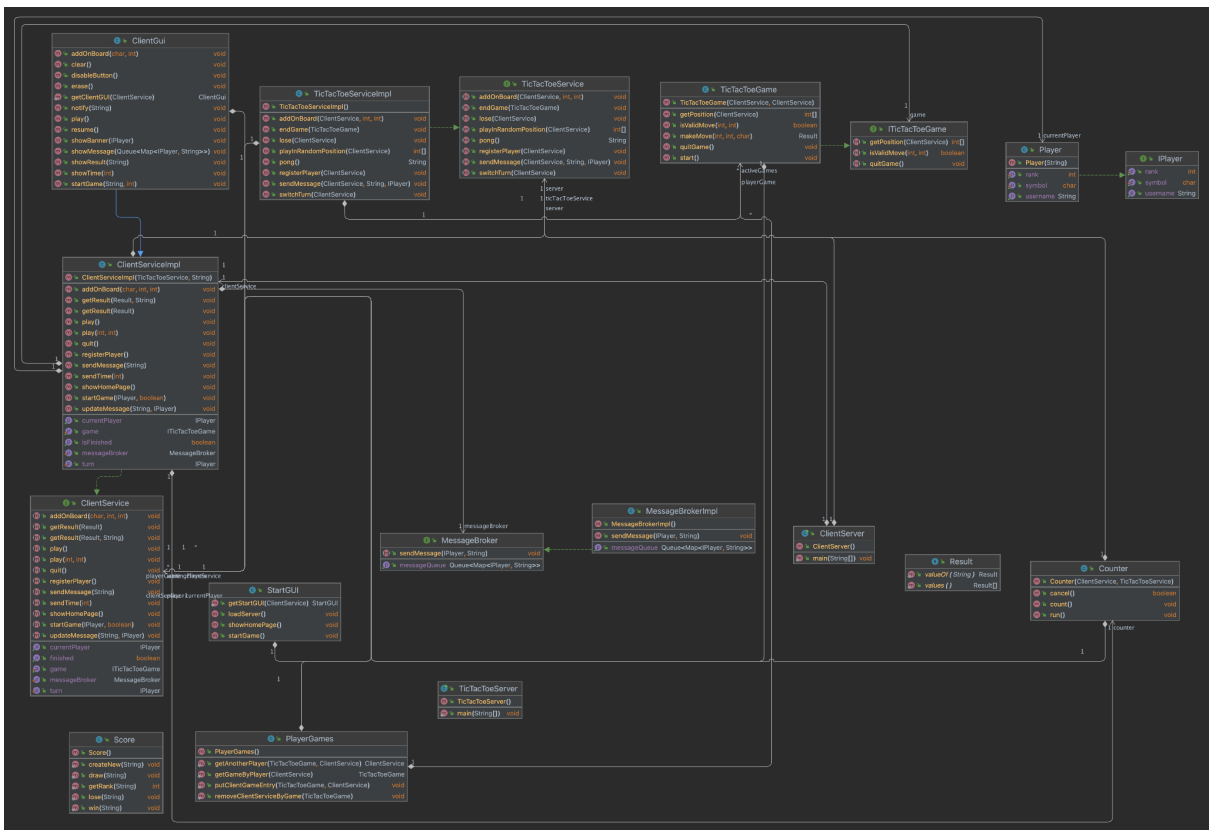 ClientGui
addOnBoard(char, int) void
clear() void
disableButton() void
erase() void
getClientGUI(ClientService) ClientGui
notify(String) void
play() void
resume() void
showBanner(IPlayer) void
showMessage(Queue<Map<IPlayer, String>>) void
showResult(String) void
showTime(int) void
startGame(String, int) void
TicTacToeServiceImpl
TicTacToeServiceImpl()
addOnBoard(ClientService, int, int) void
endGame(TicTacToeGame) void
lose(ClientService) void
playInRandomPosition(ClientService) int[]
pong() String
registerPlayer(ClientService) void
sendMessage(ClientService, String, IPlayer) void
switchTurn(ClientService) void
TicTacToeService
addOnBoard(ClientService, int, int) void
endGame(TicTacToeGame) void
lose(ClientService) void
playInRandomPosition(ClientService) int[]
pong() String
registerPlayer(ClientService) void
sendMessage(ClientService, String, IPlayer) void
switchTurn(ClientService) void
TicTacToeGame
TicTacToeGame(ClientService, ClientService)
getPosition(ClientService) int[]
isValidMove(int, int) boolean
makeMove(int, int, char) Result
quitGame() void
start() void
1
game
ITicTacToeGame
getPosition(ClientService) int[]
isValidMove(int, int) boolean
quitGame() void
1 currentPlayer
Player
Player(String)
rank int
symbol char
username String
IPlayer
rank int
symbol char
username String
activeGames
playerGame
1 server
1 ticTacToeService
server
ClientServiceImpl
ClientServiceImpl(TicTacToeService, String)
addOnBoard(char, int, int) void
getResult(Result, String) void
getResult(Result) void
play() void
play(int, int) void
quit() void
registerPlayer() void
sendMessage(String) void
sendTime(int) void
showHomePage() void
startGame(IPlayer, boolean) void
updateMessage(String, IPlayer) void
currentPlayer IPlayer
game ITicTacToeGame
isFinished boolean
messageBroker MessageBroker
turn IPlayer
clientService
ClientService
addOnBoard(char, int, int) void
getResult(Result) void
getResult(Result, String) void
play() void
play(int, int) void
quit() void
registerPlayer() void
sendMessage(String) void
sendTime(int) void
showHomePage() void
startGame(IPlayer, boolean) void
updateMessage(String, IPlayer) void
currentPlayer IPlayer
finished boolean
game ITicTacToeGame
messageBroker MessageBroker
turn IPlayer
1 messageBroker
MessageBroker
sendMessage(IPlayer, String) void
messageQueue Queue<Map<IPlayer, String>>
MessageBrokerImpl
MessageBrokerImpl()
sendMessage(IPlayer, String) void
messageQueue Queue<Map<IPlayer, String>>
ClientServer
ClientServer()
main(String[]) void
Result
valueOf(String) Result
values() Result[]
Counter
Counter(ClientService, TicTacToeService)
cancel() boolean
count() void
run() void
1 counter
StartGUI
getStartGUI(ClientService) StartGUI
loadServer() void
showHomePage() void
startGame() void
TicTacToeServer
TicTacToeServer()
main(String[]) void
Score
Score()
createNew(String) void
draw(String) void
getRank(String) int
lose(String) void
win(String) void
PlayerGames
PlayerGames()
getAnotherPlayer(TicTacToeGame, ClientService) ClientService
getGameByPlayer(ClientService) TicTacToeGame
putClientGameEntry(TicTacToeGame, ClientService) void
removeClientServiceByGame(TicTacToeGame) void